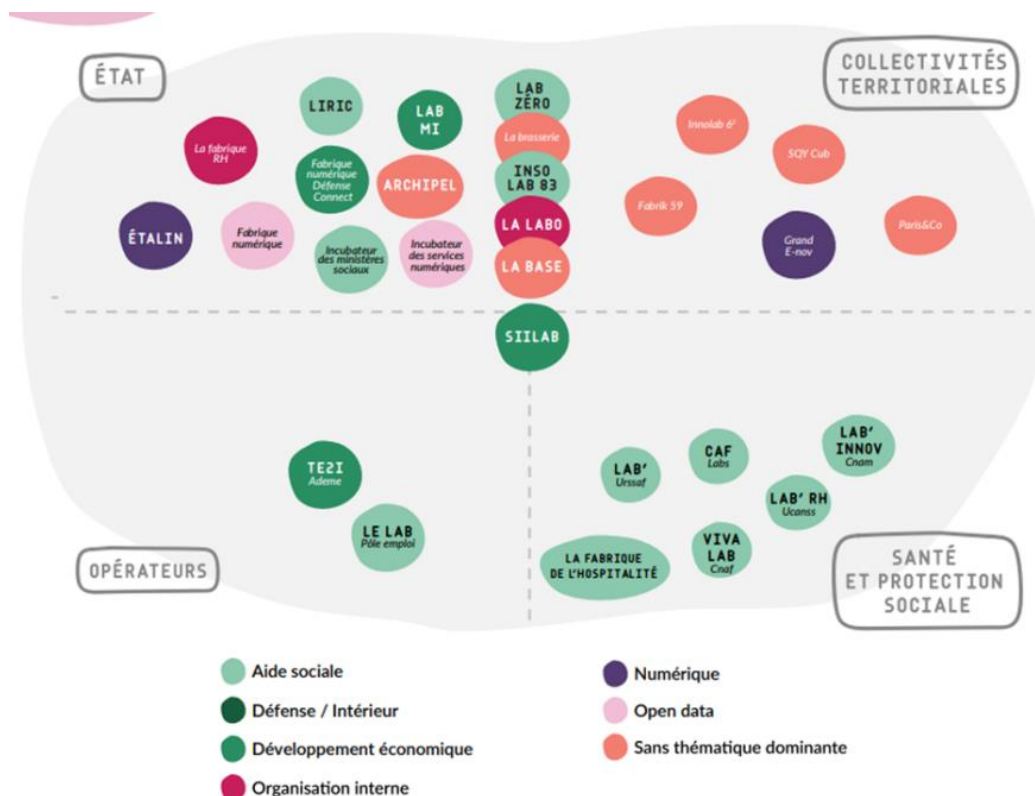 ÉTAT
COLLECTIVITÉS
TERRITORIALES
LIRIC
LAB
MI
LAB
ZÉRO
La brasserie
INSO
LAB 83
LA LABO
LA BASE
Innolab 6²
SQY Cub
Fabrik 59
Grand
E-nov
Paris&Co
La fabrique
RH
Fabrique
numérique
Défense
Connect
ARCHIPEL
ÉTALIN
Fabrique
numérique
Incubateur
des ministères
sociaux
Incubateur
des services
numériques
SIILAB
TE2I
Ademe
LE LAB
Pôle emploi
LAB'
Urssaf
CAF
Labs
LAB'
INNOV
Cnam
LAB' RH
Ucanss
VIVA
LAB
Cnaf
LA FABRIQUE
DE L'HOSPITALITÉ
OPÉRATEURS
SANTÉ
ET PROTECTION
SOCIALE
Aide sociale
Défense / Intérieur
Développement économique
Organisation interne
Numérique
Open data
Sans thématique dominante